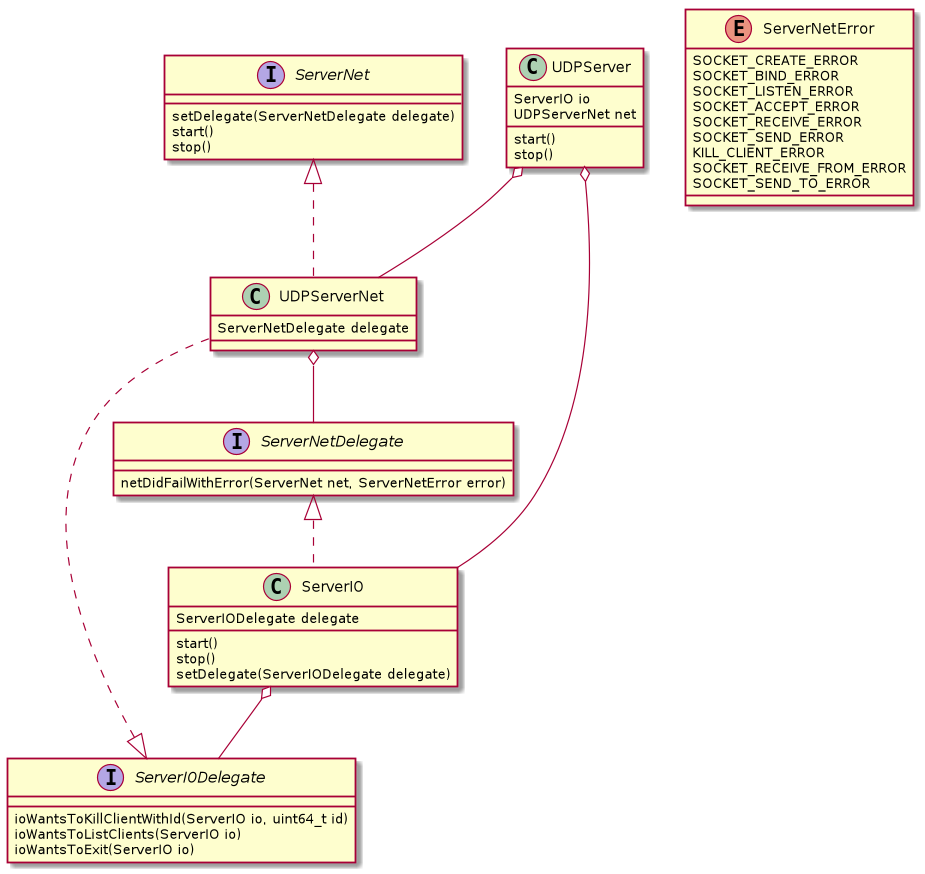 I ServerNet
setDelegate(ServerNetDelegate delegate)
start()
stop()
C UDPServer
ServerIO io
UDPServerNet net
start()
stop()
E ServerNetError
SOCKET_CREATE_ERROR
SOCKET_BIND_ERROR
SOCKET_LISTEN_ERROR
SOCKET_ACCEPT_ERROR
SOCKET_RECEIVE_ERROR
SOCKET_SEND_ERROR
KILL_CLIENT_ERROR
SOCKET_RECEIVE_FROM_ERROR
SOCKET_SEND_TO_ERROR
C UDPServerNet
ServerNetDelegate delegate
I ServerNetDelegate
netDidFailWithError(ServerNet net, ServerNetError error)
C ServerIO
ServerIODelegate delegate
start()
stop()
setDelegate(ServerIODelegate delegate)
I ServerIODelegate
ioWantsToKillClientWithId(ServerIO io, uint64_t id)
ioWantsToListClients(ServerIO io)
ioWantsToExit(ServerIO io)